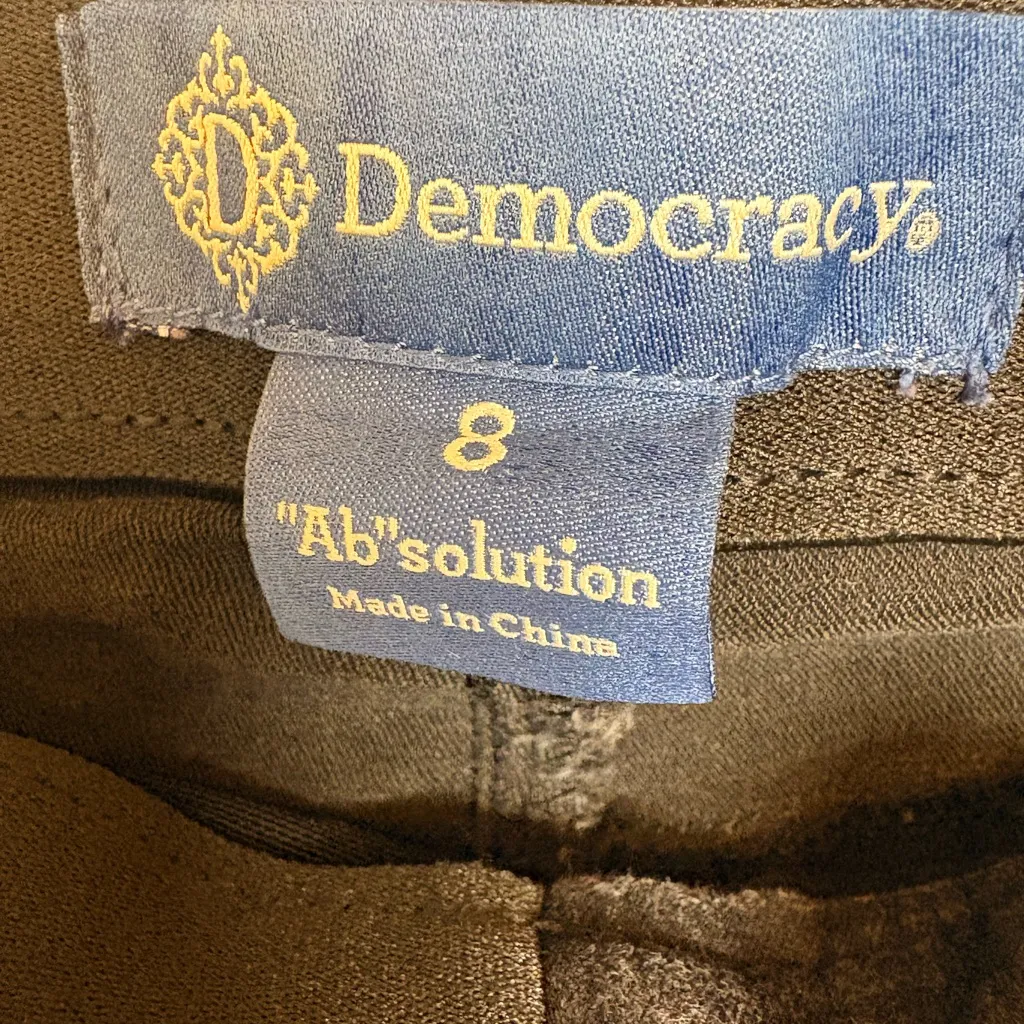 D Democracy®
8
"Ab"solution
Made in China